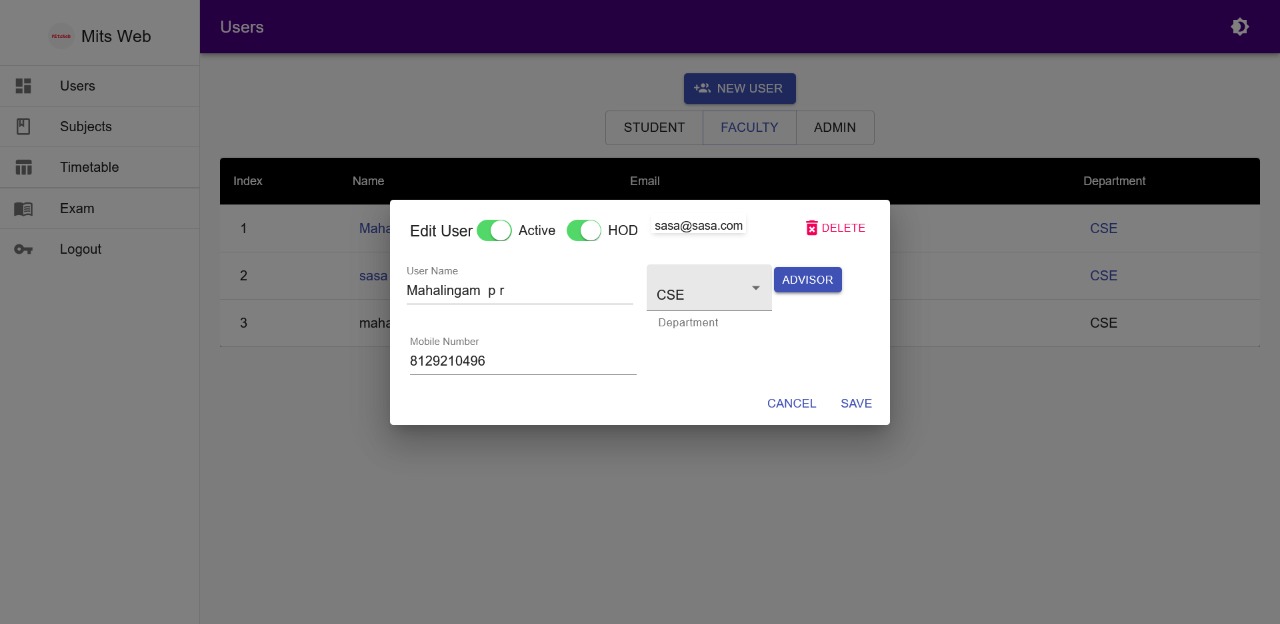 Mits Web
Users
Users
Subjects
Timetable
Exam
Logout
NEW USER
STUDENT FACULTY ADMIN
Index Name Email Department
1 Maha CSE
2 sasa CSE
3 maha CSE
Edit User Active HOD sasa@sasa.com DELETE
User Name
Mahalingam p r
CSE
ADVISOR
Department
Mobile Number
8129210496
CANCEL SAVE